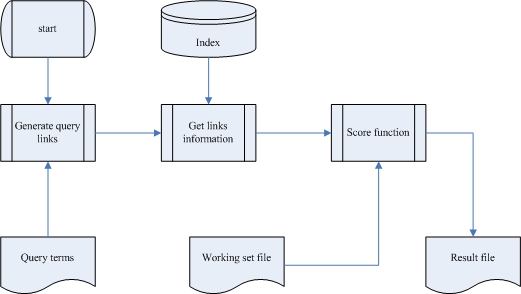 start
Index
Generate query
links
Get links
information
Score function
Query terms
Working set file
Result file